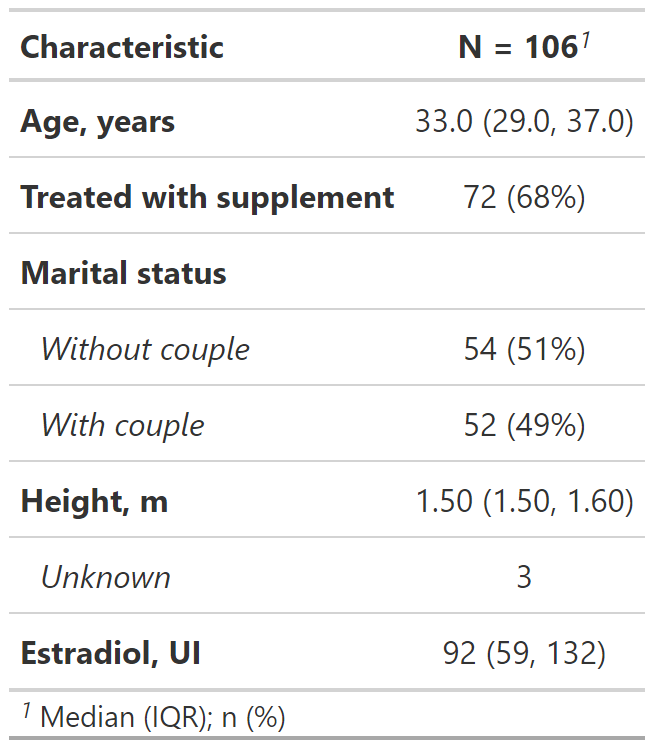 Characteristic N = 106¹
Age, years 33.0 (29.0, 37.0)
Treated with supplement 72 (68%)
Marital status
Without couple 54 (51%)
With couple 52 (49%)
Height, m 1.50 (1.50, 1.60)
Unknown 3
Estradiol, UI 92 (59, 132)
¹ Median (IQR); n (%)